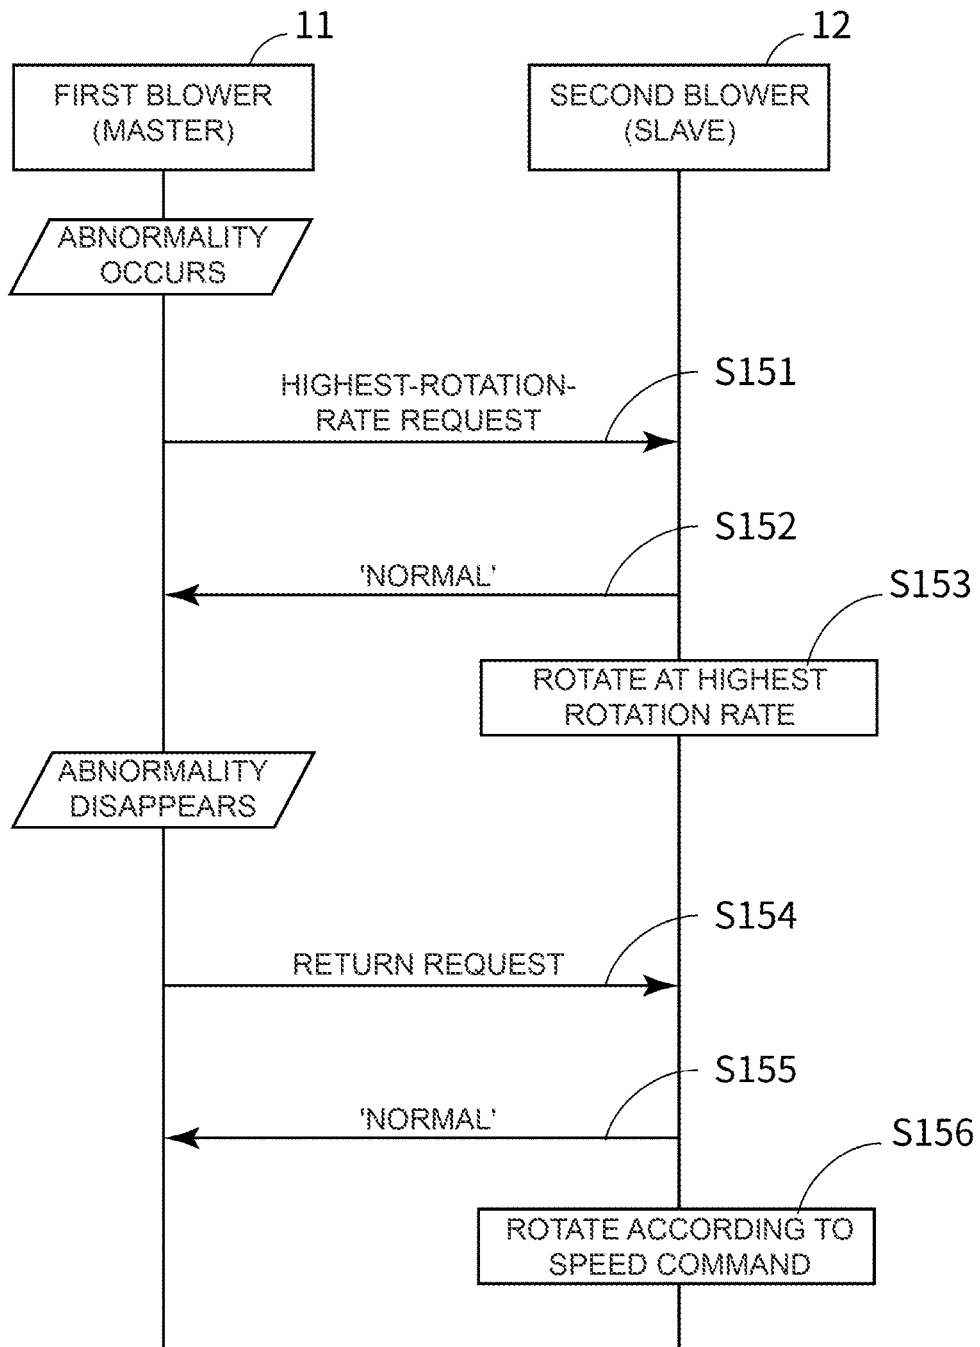 11
12
FIRST BLOWER
(MASTER)
SECOND BLOWER
(SLAVE)
ABNORMALITY
OCCURS
S151
HIGHEST-ROTATION-
RATE REQUEST
S152
'NORMAL'
S153
ROTATE AT HIGHEST
ROTATION RATE
ABNORMALITY
DISAPPEARS
S154
RETURN REQUEST
S155
'NORMAL'
S156
ROTATE ACCORDING TO
SPEED COMMAND